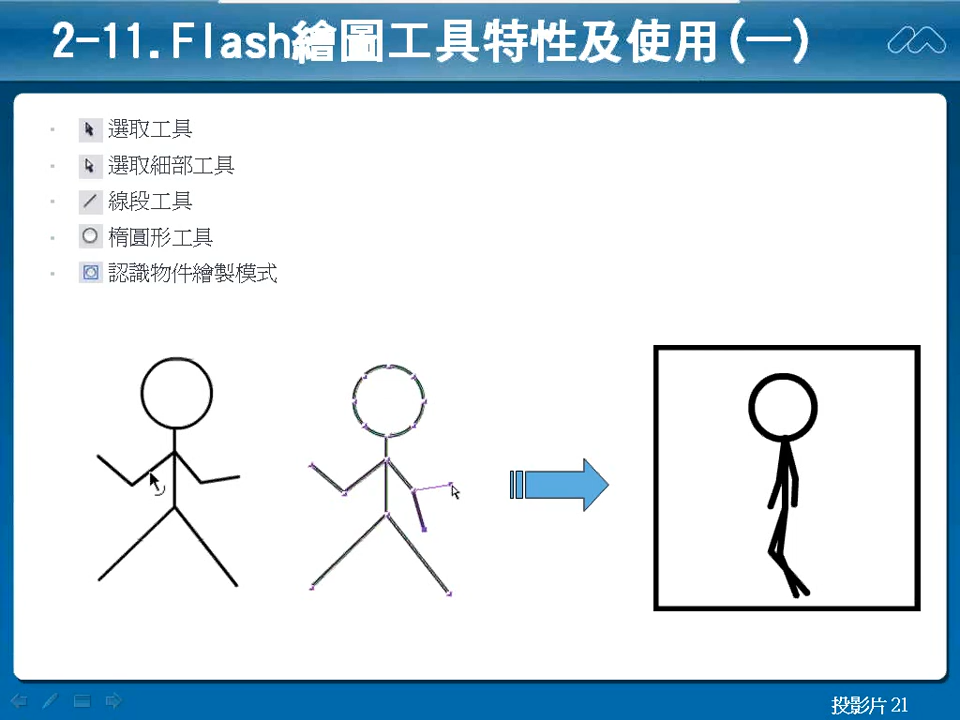 2-11.Flash繪圖工具特性及使用(一)
選取工具
選取細部工具
線段工具
橢圓形工具
認識物件繪製模式
投影片 21